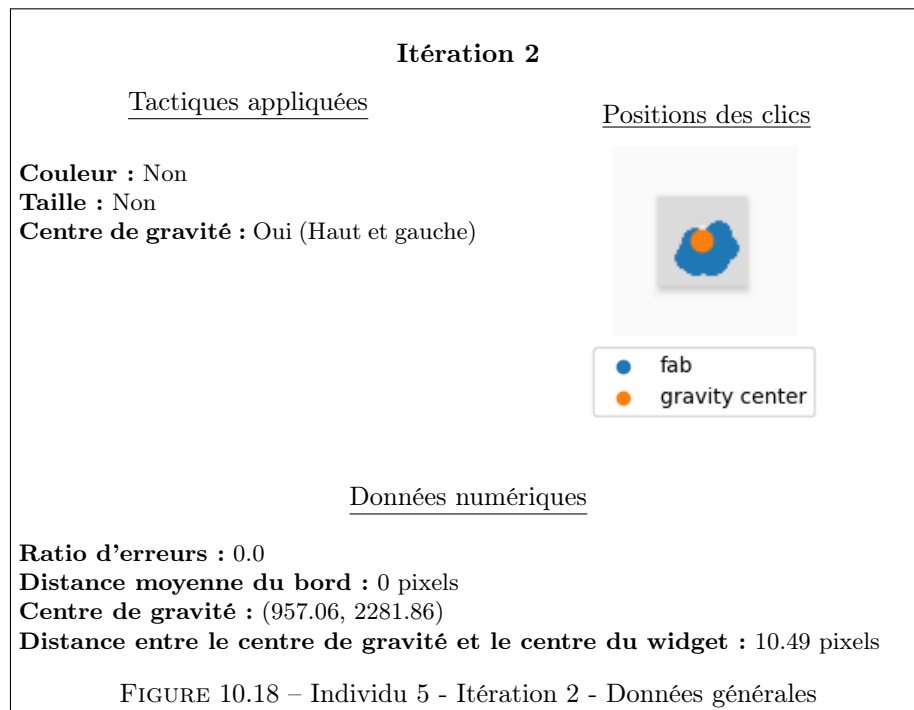 Itération 2
Tactiques appliquées
Positions des clics
Couleur : Non
Taille : Non
Centre de gravité : Oui (Haut et gauche)
fab
gravity center
Données numériques
Ratio d'erreurs : 0.0
Distance moyenne du bord : 0 pixels
Centre de gravité : (957.06, 2281.86)
Distance entre le centre de gravité et le centre du widget : 10.49 pixels
FIGURE 10.18 – Individu 5 - Itération 2 - Données générales